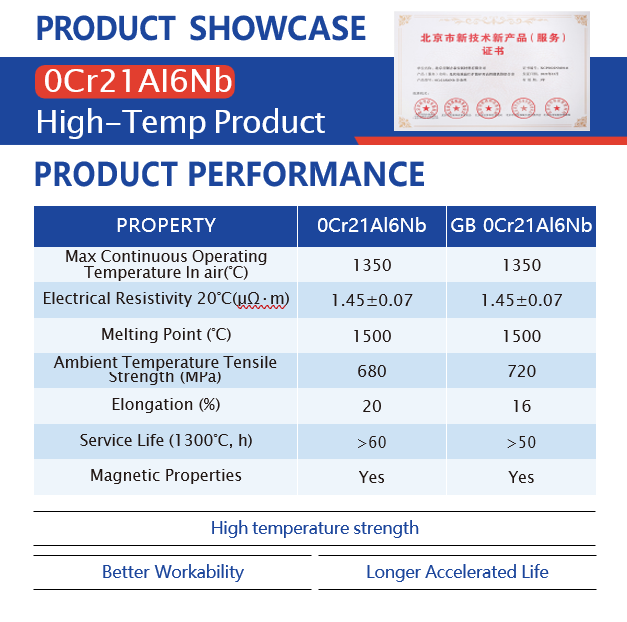 PRODUCT SHOWCASE
北京市新技术新产品（服务）
证书
0Cr21Al6Nb
High-Temp Product
PRODUCT PERFORMANCE
PROPERTY 0Cr21Al6Nb GB 0Cr21Al6Nb
Max Continuous Operating
Temperature In air(℃) 1350 1350
Electrical Resistivity 20℃(μΩ·m) 1.45±0.07 1.45±0.07
Melting Point (℃) 1500 1500
Ambient Temperature Tensile
Strength (MPa) 680 720
Elongation (%) 20 16
Service Life (1300℃, h) >60 >50
Magnetic Properties Yes Yes
High temperature strength
Better Workability Longer Accelerated Life